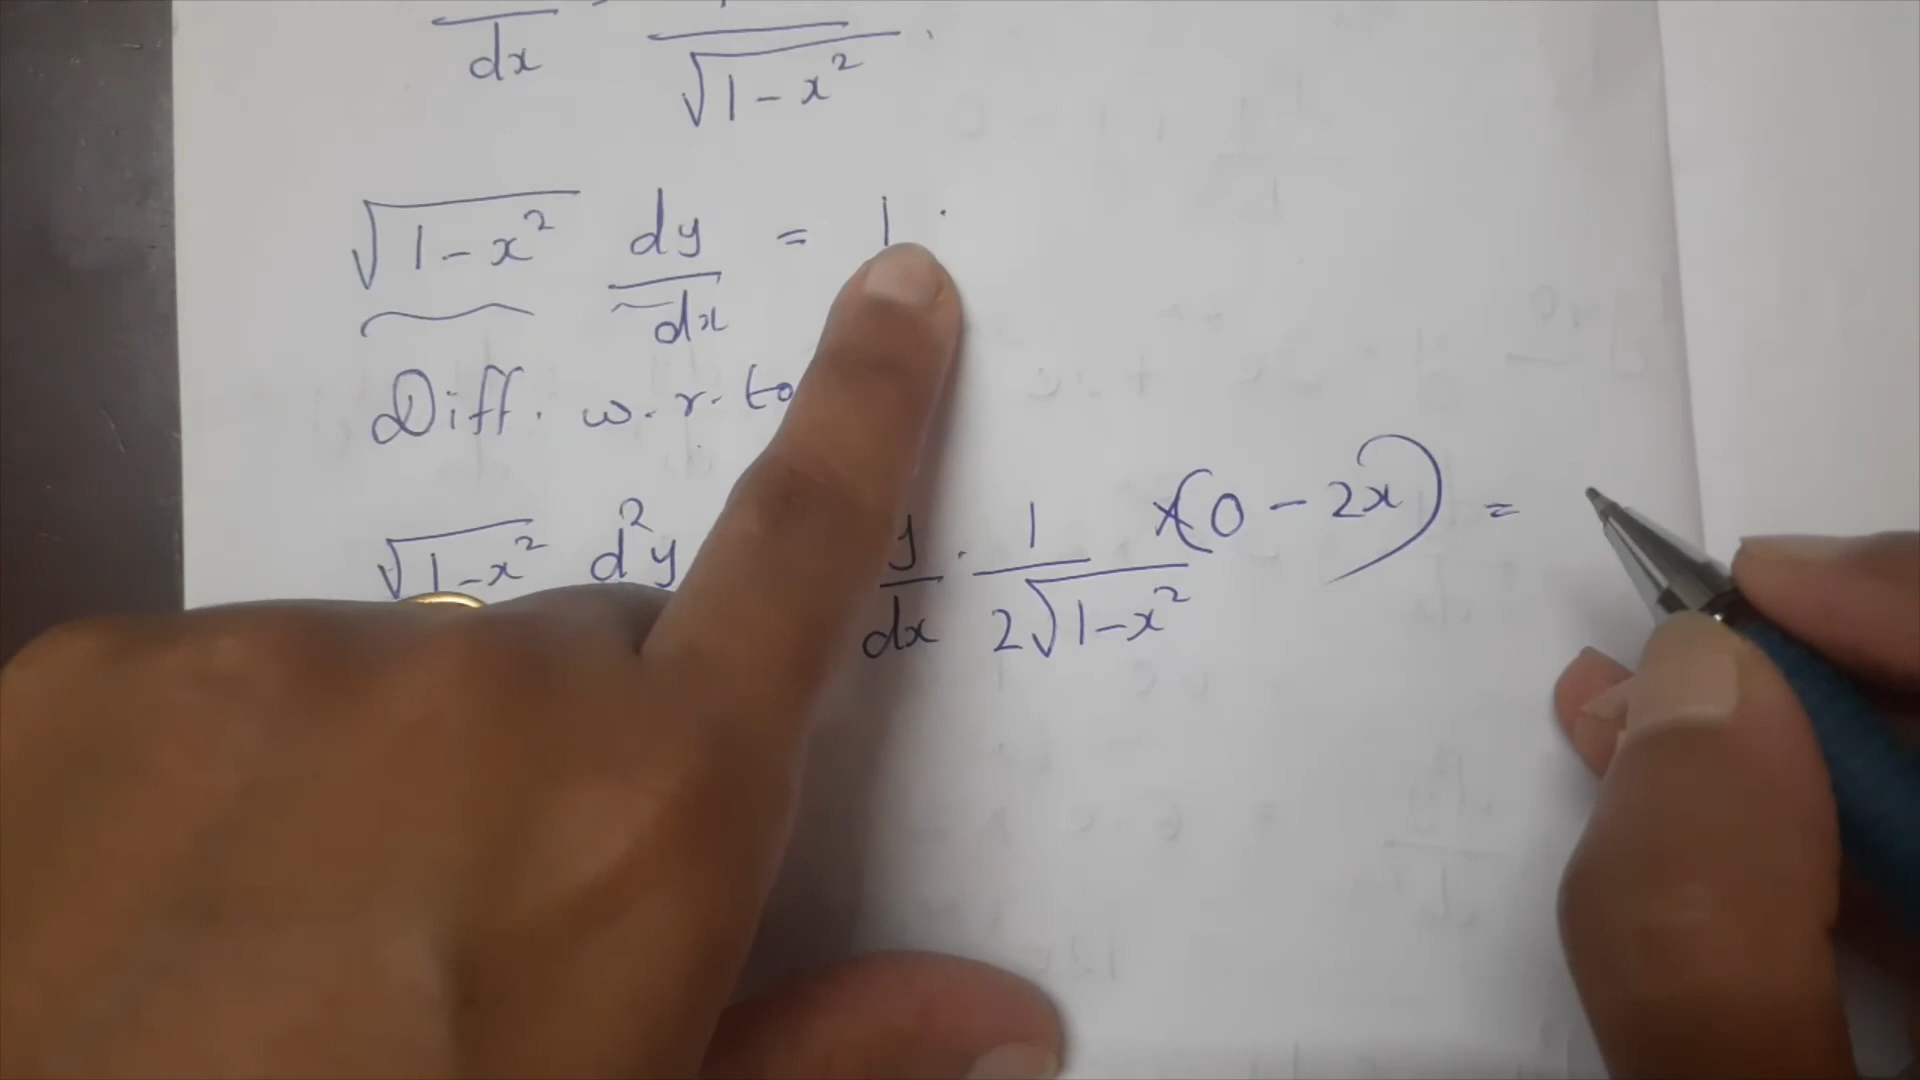 dx √1-x² .
√1-x² dy/dx = 1 .
Diff. w.r.to
√1-x² d²y y/dx . 1/2√1-x² ×(0-2x) =